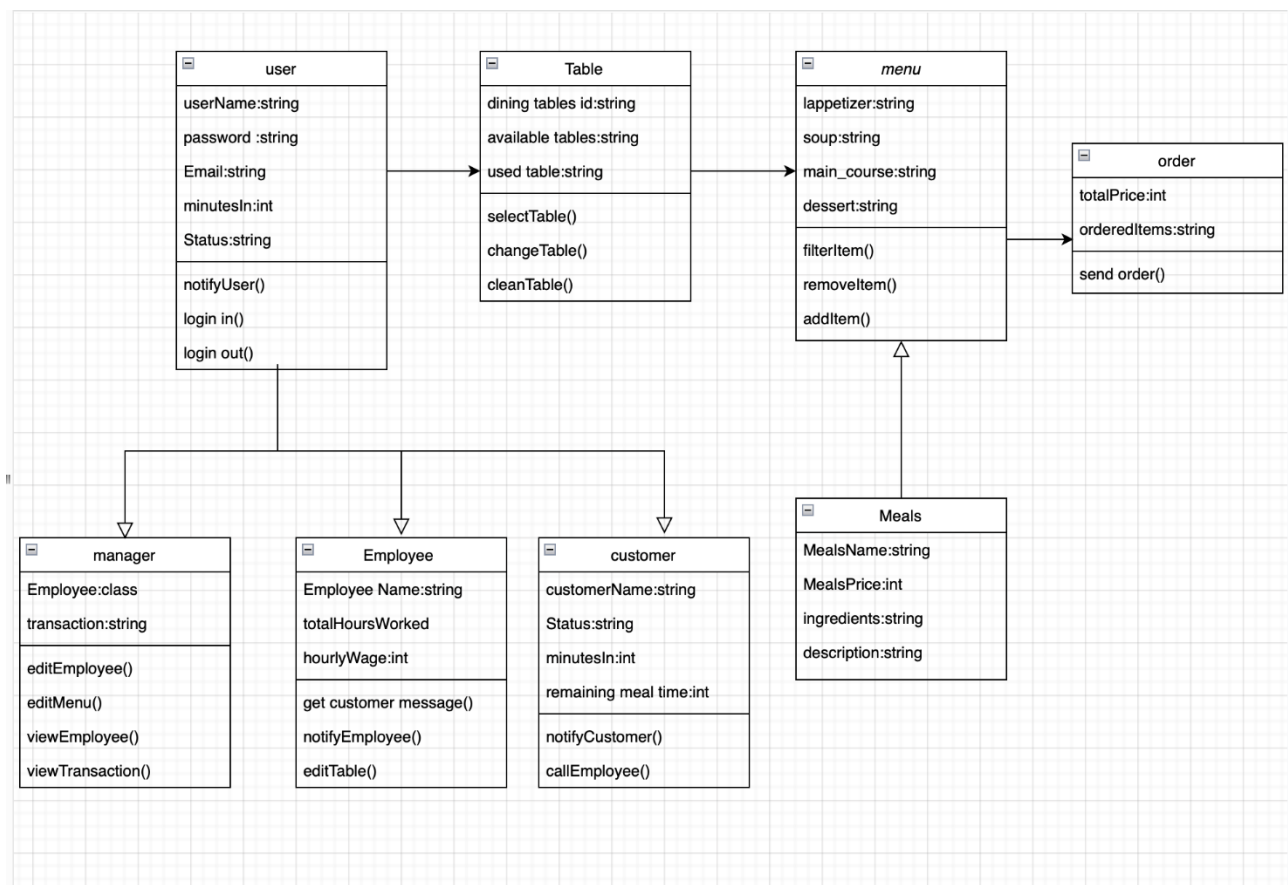 user
userName:string
password :string
Email:string
minutesIn:int
Status:string
notifyUser()
login in()
login out()
Table
dining tables id:string
available tables:string
used table:string
selectTable()
changeTable()
cleanTable()
menu
lappetizer:string
soup:string
main_course:string
dessert:string
filterItem()
removeItem()
addItem()
order
totalPrice:int
orderedItems:string
send order()
manager
Employee:class
transaction:string
editEmployee()
editMenu()
viewEmployee()
viewTransaction()
Employee
Employee Name:string
totalHoursWorked
hourlyWage:int
get customer message()
notifyEmployee()
editTable()
customer
customerName:string
Status:string
minutesIn:int
remaining meal time:int
notifyCustomer()
callEmployee()
Meals
MealsName:string
MealsPrice:int
ingredients:string
description:string